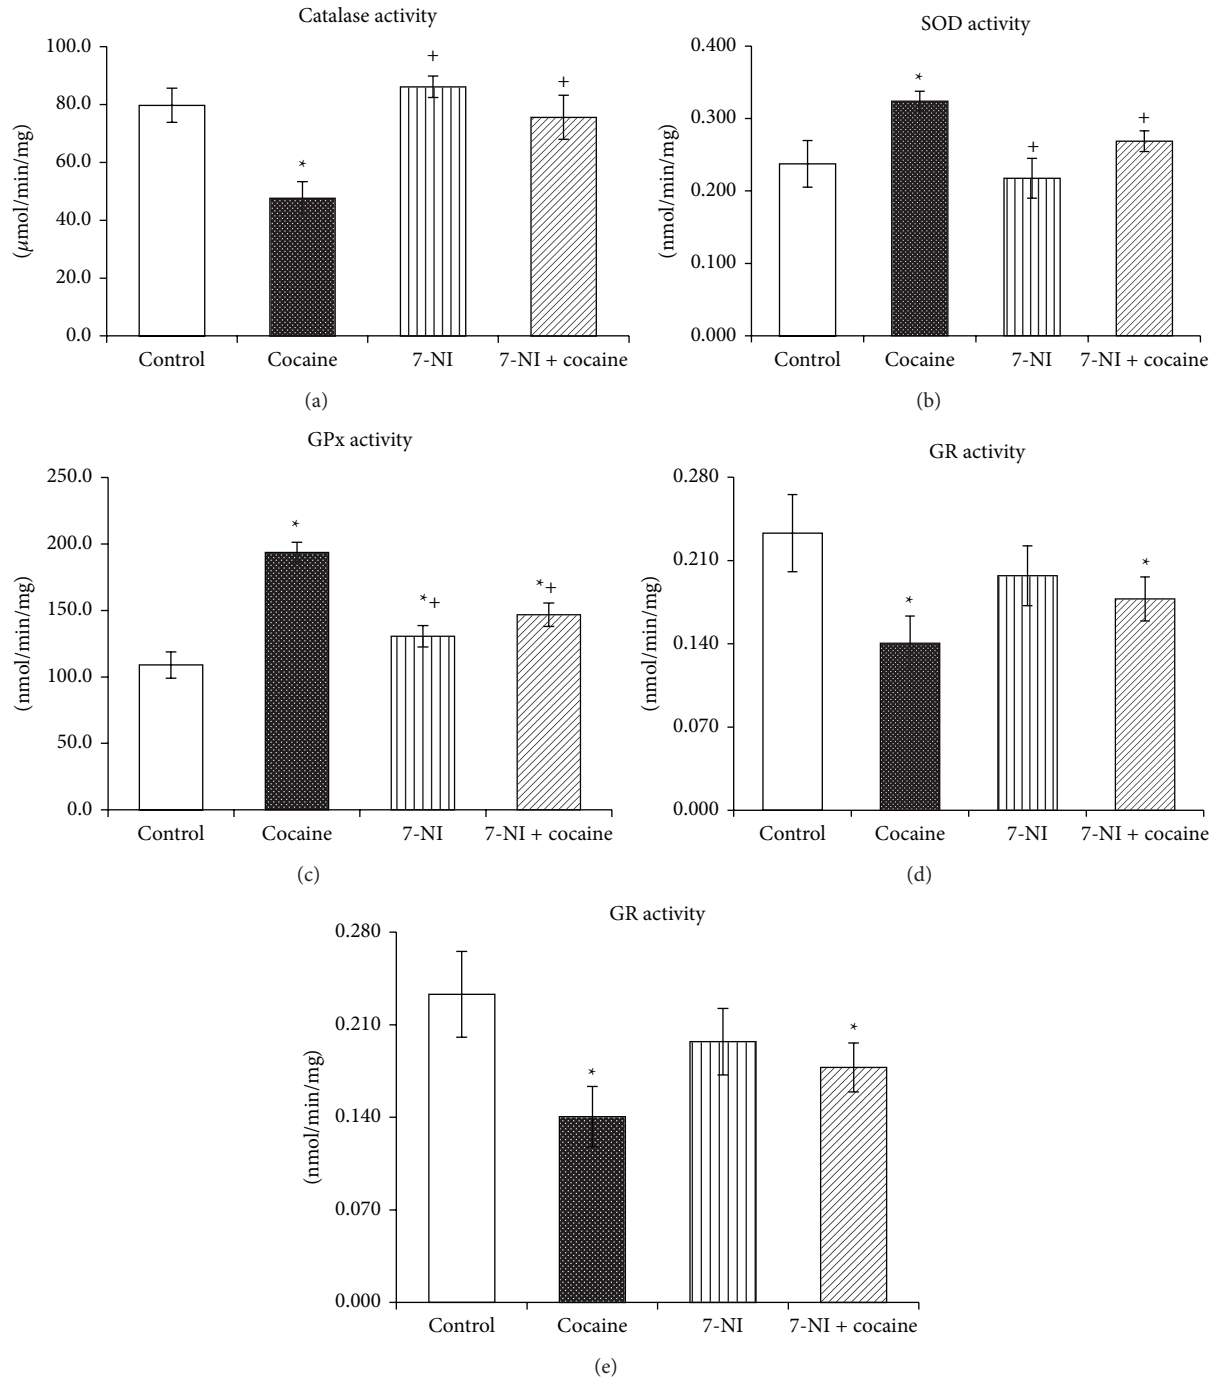 Catalase activity
100.0
80.0
60.0
40.0
20.0
0.0
(μmol/min/mg)
+
+
*
Control Cocaine 7-NI 7-NI + cocaine
(a)
SOD activity
0.400
0.300
0.200
0.100
0.000
(nmol/min/mg)
*
+
+
Control Cocaine 7-NI 7-NI + cocaine
(b)
GPx activity
250.0
200.0
150.0
100.0
50.0
0.0
(nmol/min/mg)
*
*+
*+
Control Cocaine 7-NI 7-NI + cocaine
(c)
GR activity
0.280
0.210
0.140
0.070
0.000
(nmol/min/mg)
*
*
Control Cocaine 7-NI 7-NI + cocaine
(d)
GR activity
0.280
0.210
0.140
0.070
0.000
(nmol/min/mg)
*
*
Control Cocaine 7-NI 7-NI + cocaine
(e)